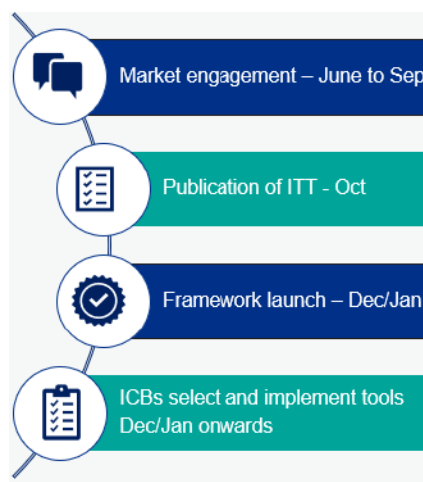 Market engagement – June to Sep
Publication of ITT - Oct
Framework launch – Dec/Jan
ICBs select and implement tools
Dec/Jan onwards